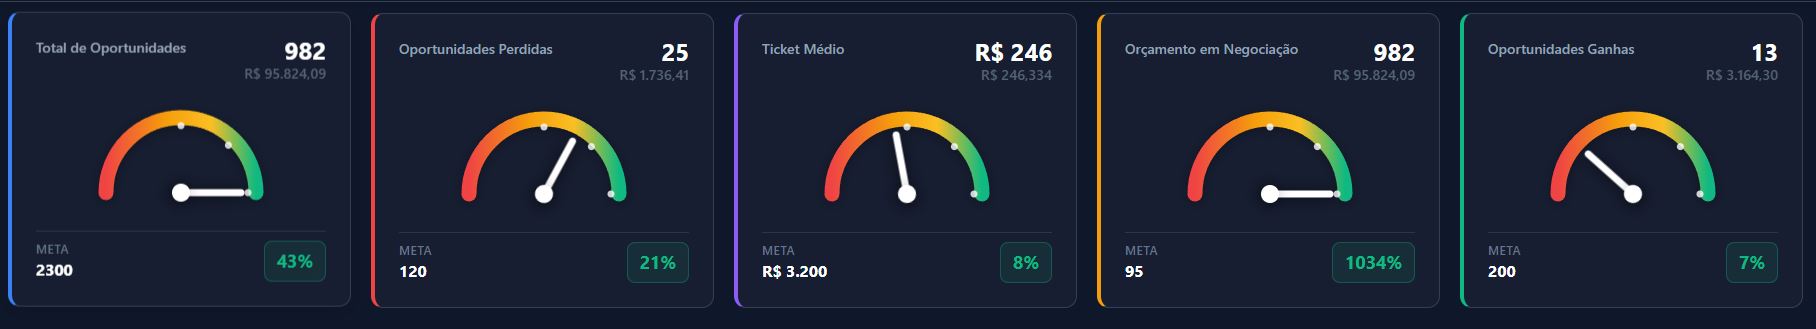 Total de Oportunidades
982
R$ 95.824,09
META
2300
43%
Oportunidades Perdidas
25
R$ 1.736,41
META
120
21%
Ticket Médio
R$ 246
R$ 246,334
META
R$ 3.200
8%
Orçamento em Negociação
982
R$ 95.824,09
META
95
1034%
Oportunidades Ganhas
13
R$ 3.164,30
META
200
7%